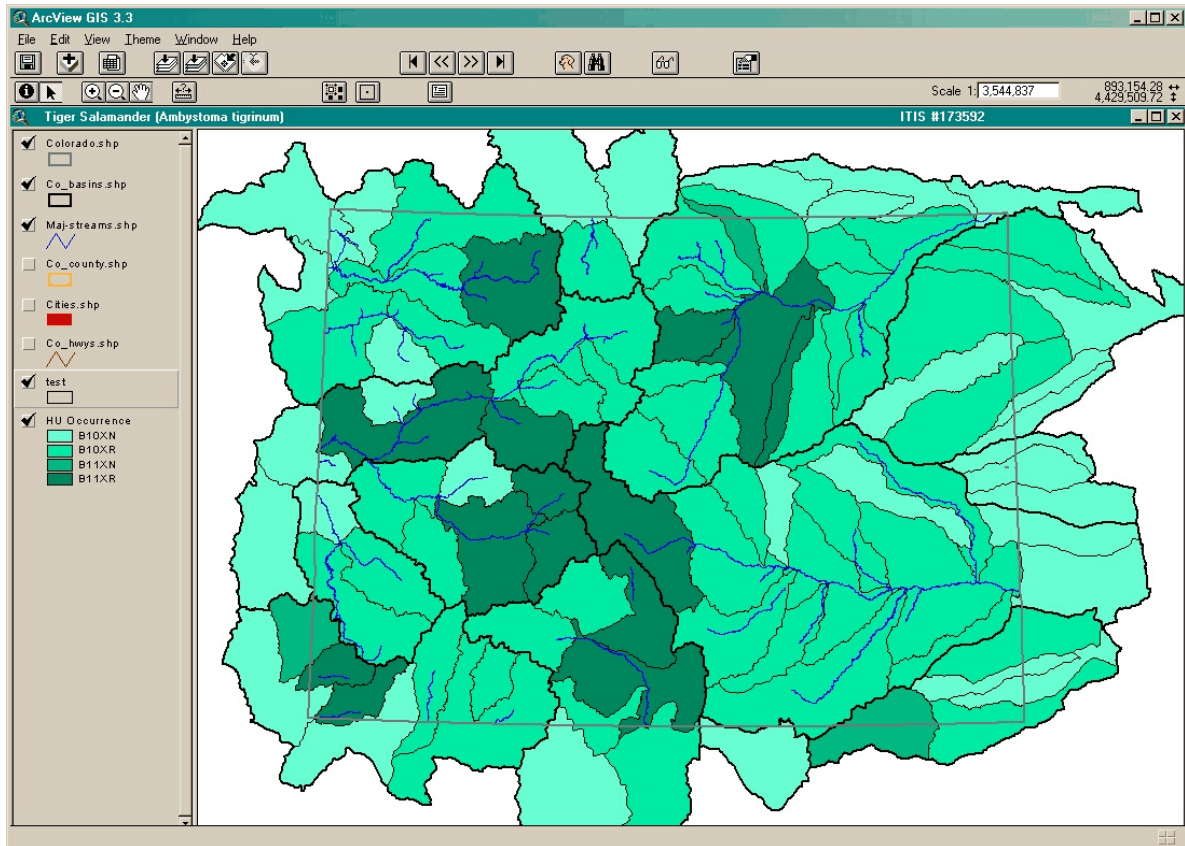 ArcView GIS 3.3
File Edit View Theme Window Help
Scale 1: 3,544,837
893,154.28
4,429,509.72
Tiger Salamander (Ambystoma tigrinum) ITIS #173592
Colorado.shp
Co_basins.shp
Maj-streams.shp
Co_county.shp
Cities.shp
Co_hwys.shp
test
HU Occurrence
B10XN
B10XR
B11XN
B11XR